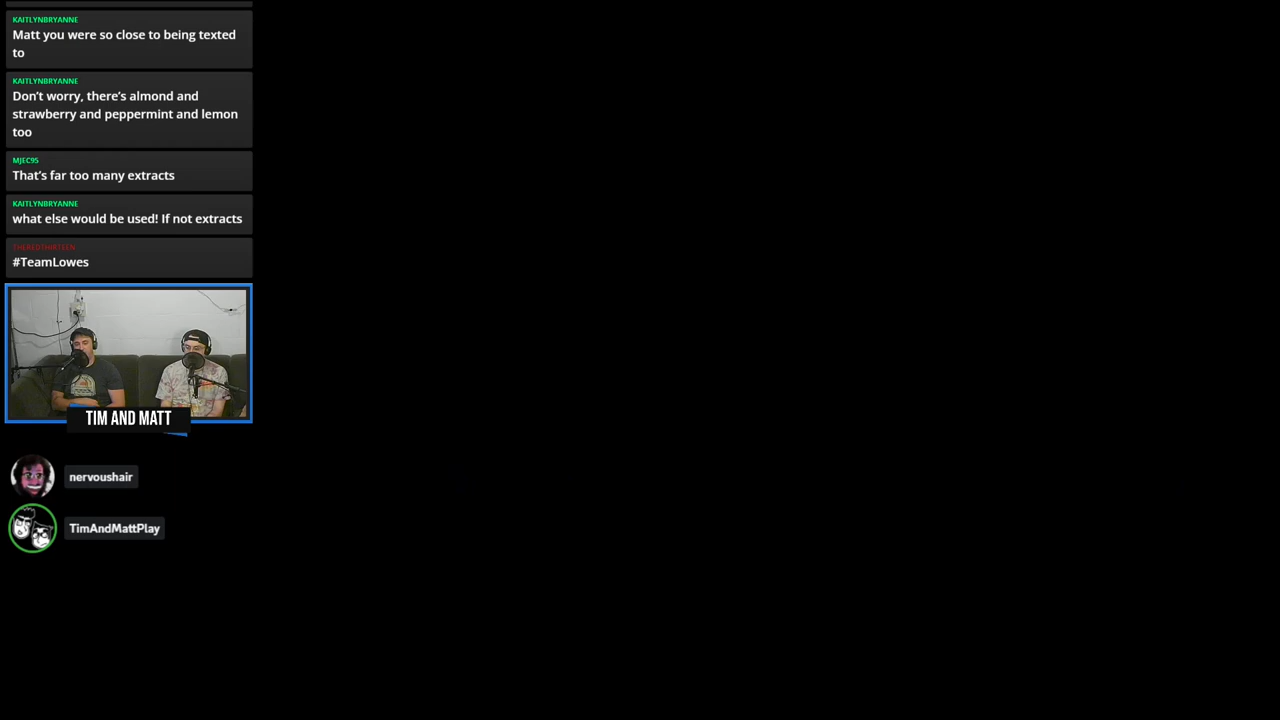 KAITLYNBRYANNE
Matt you were so close to being texted
to
KAITLYNBRYANNE
Don't worry, there's almond and
strawberry and peppermint and lemon
too
MJEC95
That's far too many extracts
KAITLYNBRYANNE
what else would be used! If not extracts
THEREDTHIRTEEN
#TeamLowes
TIM AND MATT
nervoushair
TimAndMattPlay